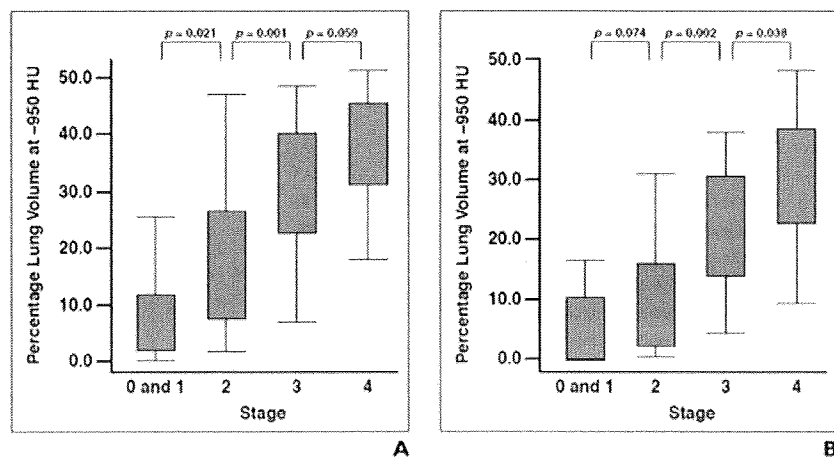 p = 0.021 p = 0.001 p = 0.059
Percentage Lung Volume at –950 HU
50.0
40.0
30.0
20.0
10.0
0.0
0 and 1 2 3 4
Stage
A
p = 0.074 p = 0.002 p = 0.038
Percentage Lung Volume at –950 HU
50.0
40.0
30.0
20.0
10.0
0.0
0 and 1 2 3 4
Stage
B